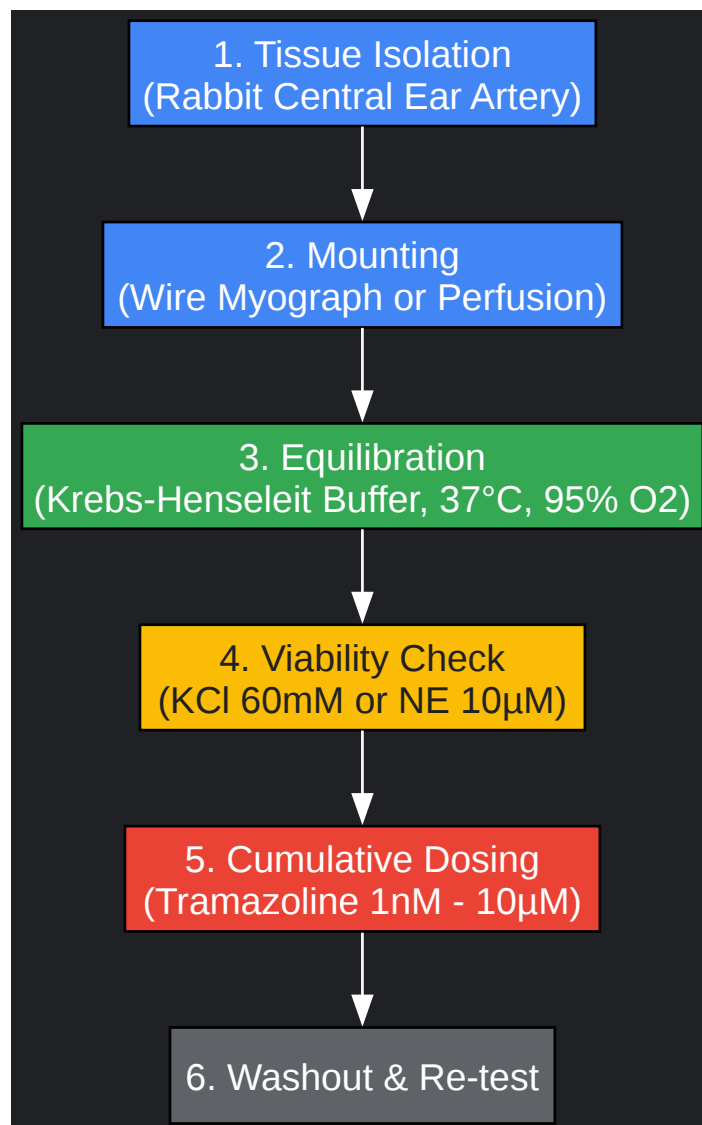 1. Tissue Isolation
(Rabbit Central Ear Artery)
2. Mounting
(Wire Myograph or Perfusion)
3. Equilibration
(Krebs-Henseleit Buffer, 37°C, 95% O2)
4. Viability Check
(KCl 60mM or NE 10µM)
5. Cumulative Dosing
(Tramazoline 1nM - 10µM)
6. Washout & Re-test